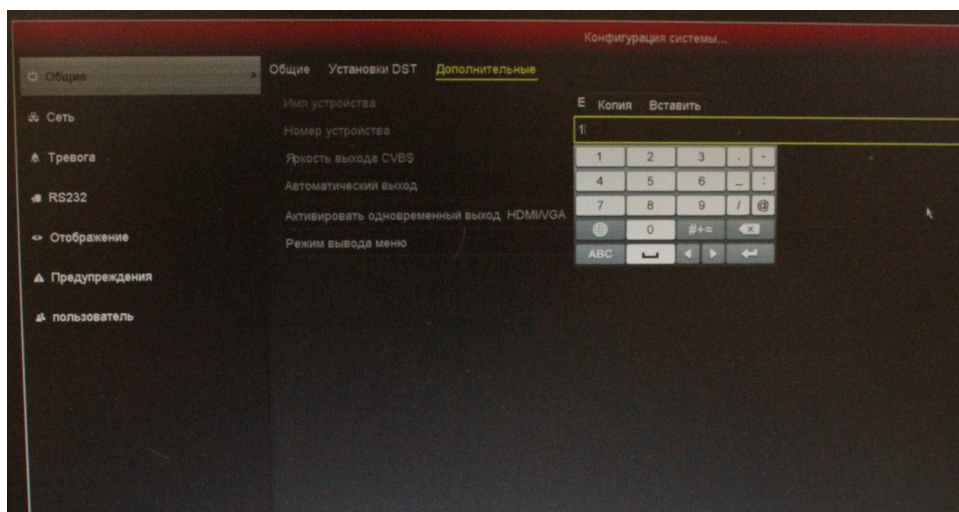 Конфигурация системы...
Общие
Общие Установки DST Дополнительные
Имя устройства
Е Копия Вставить
Сеть
Номер устройства
1
Тревога
Яркость выхода CVBS
1 2 3 . -
RS232
Автоматический выход
4 5 6 _ :
Активировать одновременный выход HDMI/VGA
7 8 9 / @
Отображение
Режим вывода меню
0 #+=
ABC
Предупреждения
пользователь